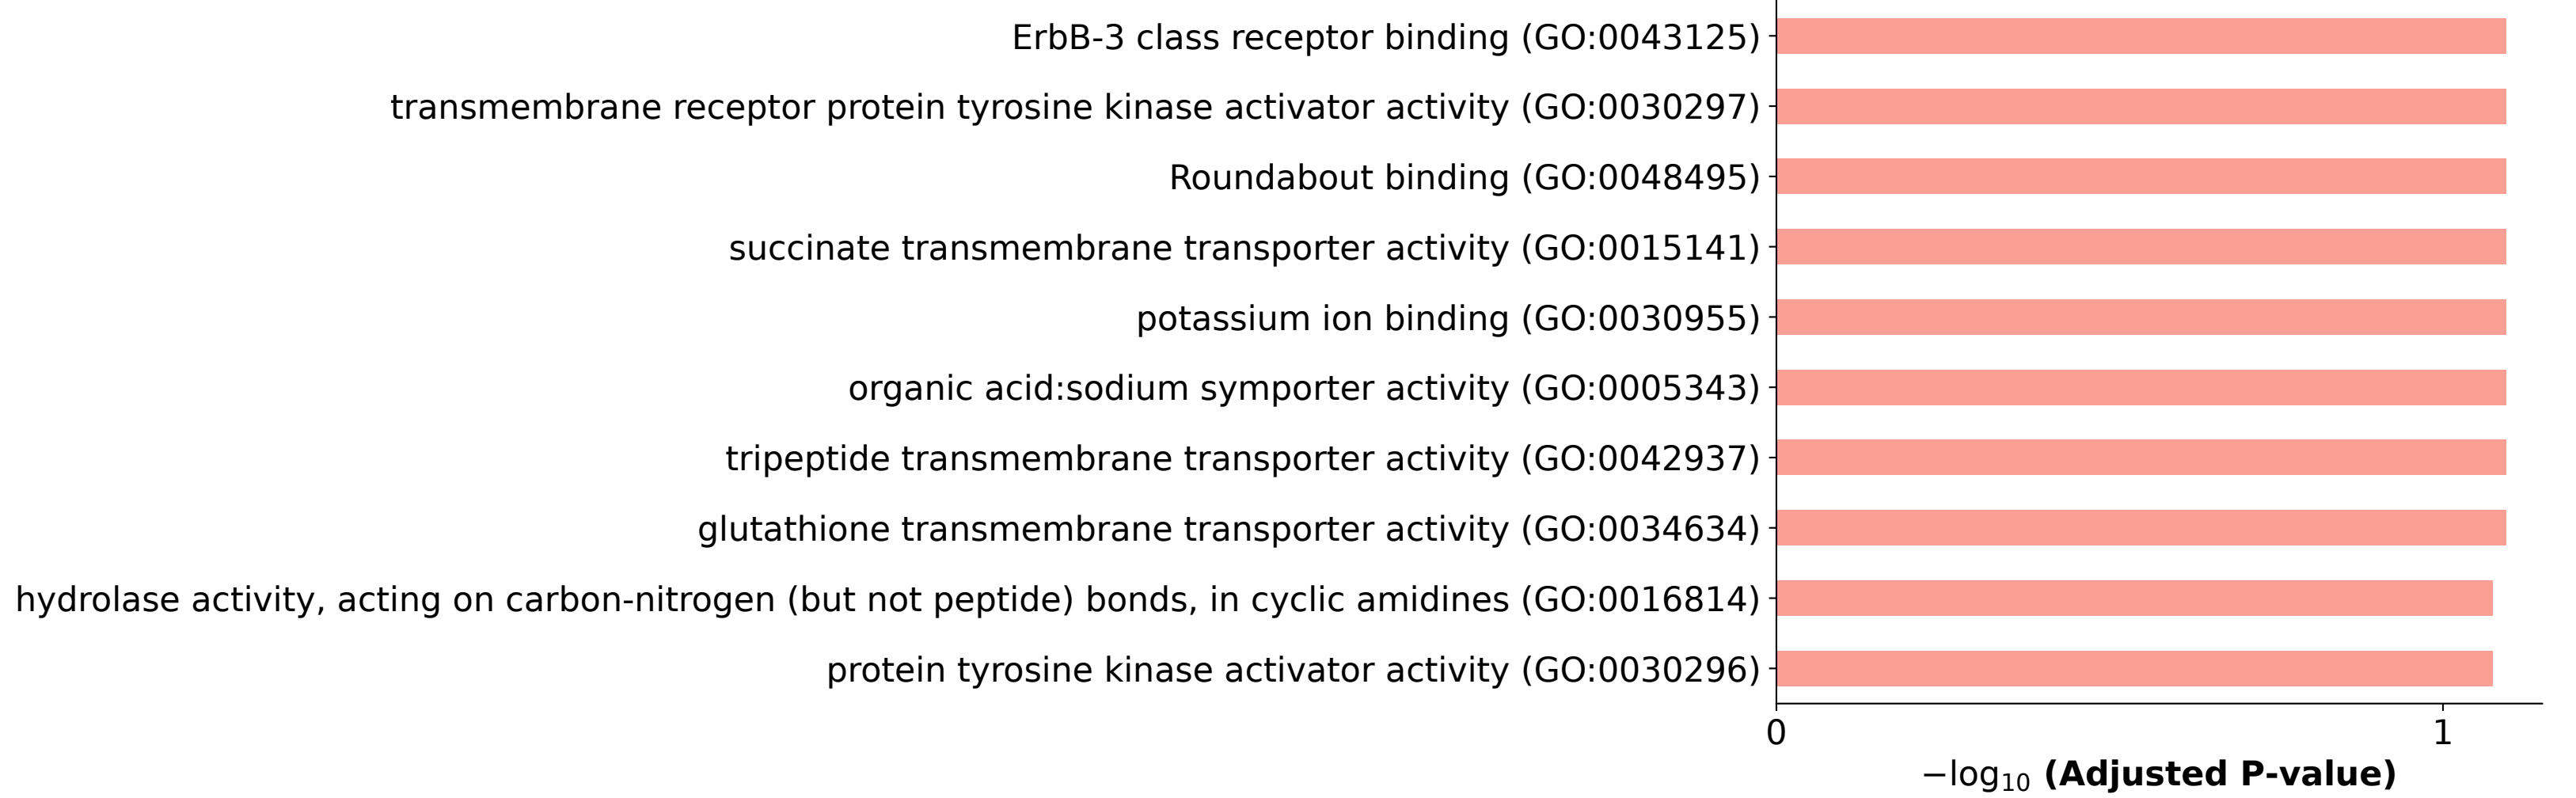 ErbB-3 class receptor binding (GO:0043125)
transmembrane receptor protein tyrosine kinase activator activity (GO:0030297)
Roundabout binding (GO:0048495)
succinate transmembrane transporter activity (GO:0015141)
potassium ion binding (GO:0030955)
organic acid:sodium symporter activity (GO:0005343)
tripeptide transmembrane transporter activity (GO:0042937)
glutathione transmembrane transporter activity (GO:0034634)
hydrolase activity, acting on carbon-nitrogen (but not peptide) bonds, in cyclic amidines (GO:0016814)
protein tyrosine kinase activator activity (GO:0030296)
0 1
−log₁₀ (Adjusted P-value)